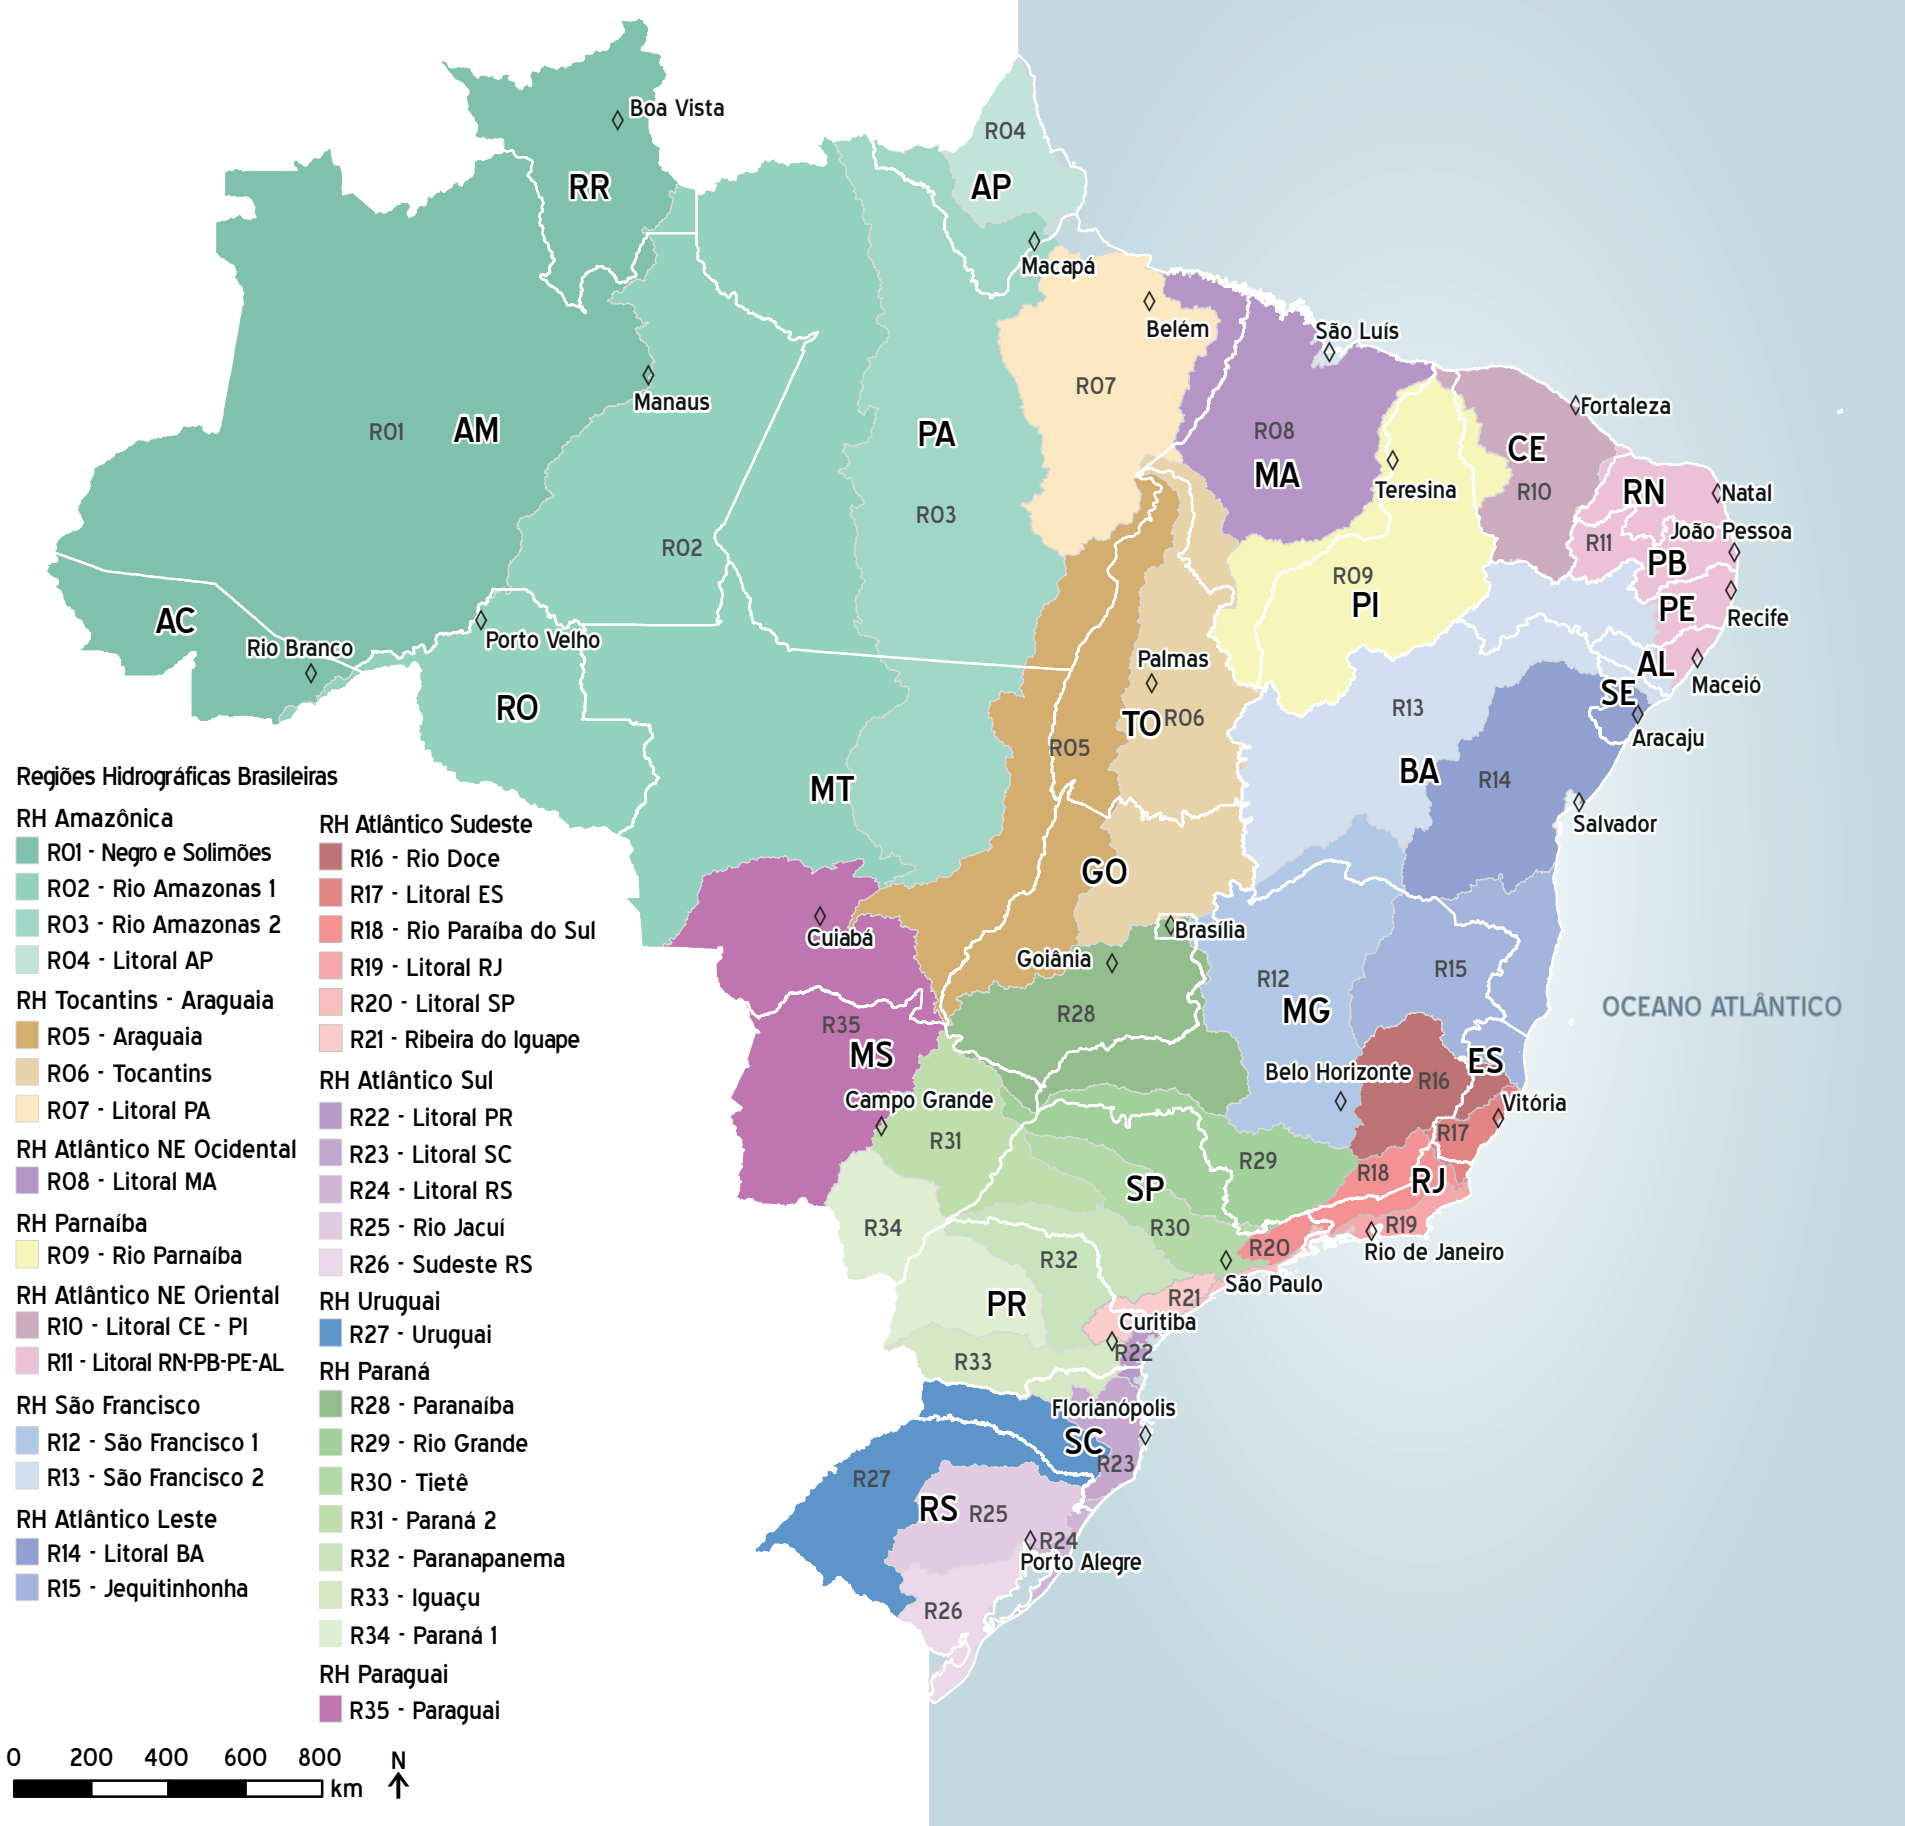 Boa Vista
R04
RR
AP
Macapá
Belém
São Luís
Manaus
R07
Fortaleza
R01
AM
PA
R08
CE
MA
Teresina
R10
RN
Natal
R03
João Pessoa
R02
R11
PB
R09
PI
PE
Recife
AC
Rio Branco
Porto Velho
Palmas
AL
Maceió
RO
TO
R06
R13
SE
Aracaju
R05
MT
BA
R14
Salvador
GO
Cuiabá
Brasília
Goiânia
R12
R15
OCEANO ATLÂNTICO
R28
MG
R35
MS
Belo Horizonte
R16
ES
Campo Grande
Vitória
R31
R29
R17
SP
R18
RJ
R34
R30
R19
R32
R20
Rio de Janeiro
São Paulo
PR
R21
Curitiba
R33
R22
Florianópolis
SC
R27
R23
RS
R25
R24
Porto Alegre
R26
Regiões Hidrográficas Brasileiras
RH Amazônica
R01 - Negro e Solimões
R02 - Rio Amazonas 1
R03 - Rio Amazonas 2
R04 - Litoral AP
RH Tocantins - Araguaia
R05 - Araguaia
R06 - Tocantins
R07 - Litoral PA
RH Atlântico NE Ocidental
R08 - Litoral MA
RH Parnaíba
R09 - Rio Parnaíba
RH Atlântico NE Oriental
R10 - Litoral CE - PI
R11 - Litoral RN-PB-PE-AL
RH São Francisco
R12 - São Francisco 1
R13 - São Francisco 2
RH Atlântico Leste
R14 - Litoral BA
R15 - Jequitinhonha
RH Atlântico Sudeste
R16 - Rio Doce
R17 - Litoral ES
R18 - Rio Paraíba do Sul
R19 - Litoral RJ
R20 - Litoral SP
R21 - Ribeira do Iguape
RH Atlântico Sul
R22 - Litoral PR
R23 - Litoral SC
R24 - Litoral RS
R25 - Rio Jacuí
R26 - Sudeste RS
RH Uruguai
R27 - Uruguai
RH Paraná
R28 - Paranaíba
R29 - Rio Grande
R30 - Tietê
R31 - Paraná 2
R32 - Paranapanema
R33 - Iguaçu
R34 - Paraná 1
RH Paraguai
R35 - Paraguai
0 200 400 600 800
km
N